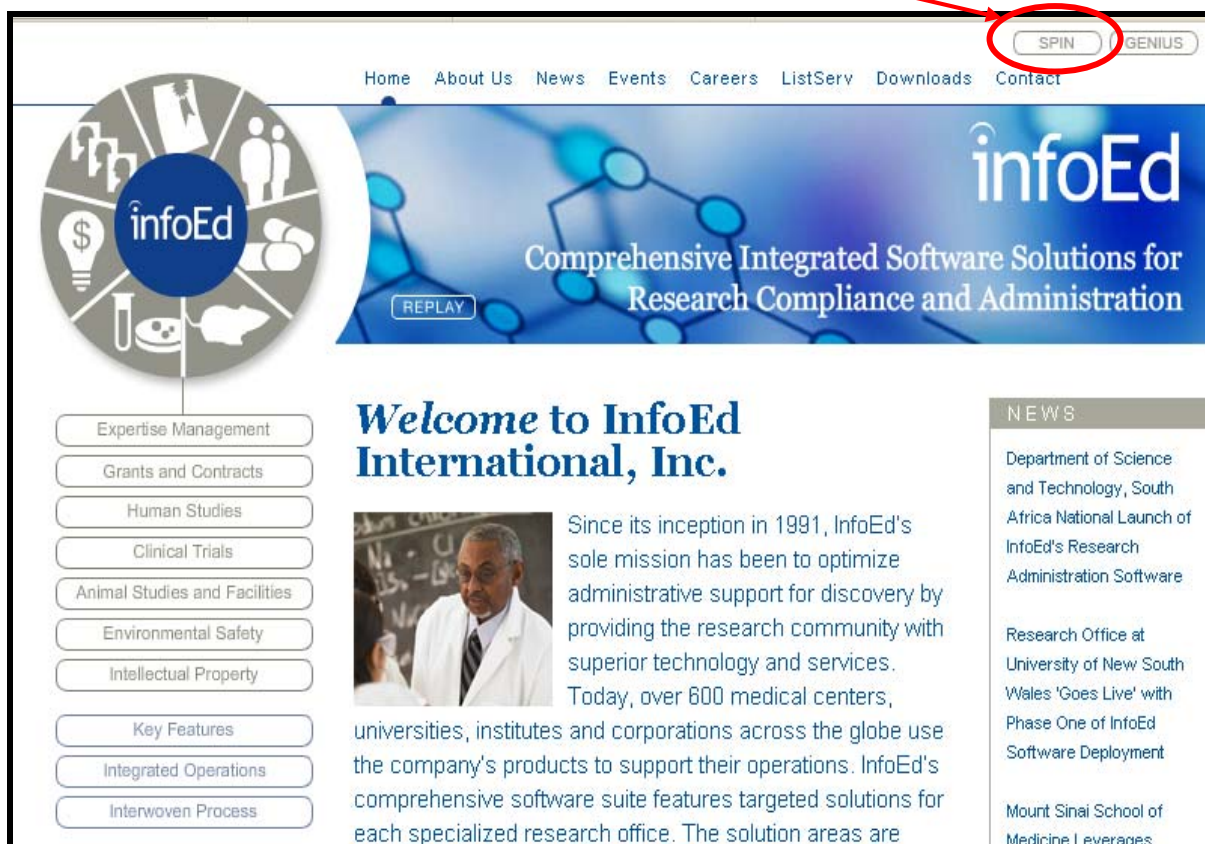 SPIN GENIUS
Home About Us News Events Careers ListServ Downloads Contact
infoEd
infoEd
Comprehensive Integrated Software Solutions for
Research Compliance and Administration
REPLAY
Expertise Management
Grants and Contracts
Human Studies
Clinical Trials
Animal Studies and Facilities
Environmental Safety
Intellectual Property
Key Features
Integrated Operations
Interwoven Process
Welcome to InfoEd
International, Inc.
Since its inception in 1991, InfoEd's
sole mission has been to optimize
administrative support for discovery by
providing the research community with
superior technology and services.
Today, over 600 medical centers,
universities, institutes and corporations across the globe use
the company's products to support their operations. InfoEd's
comprehensive software suite features targeted solutions for
each specialized research office. The solution areas are
NEWS
Department of Science
and Technology, South
Africa National Launch of
InfoEd's Research
Administration Software
Research Office at
University of New South
Wales 'Goes Live' with
Phase One of InfoEd
Software Deployment
Mount Sinai School of
Medicine Leverages